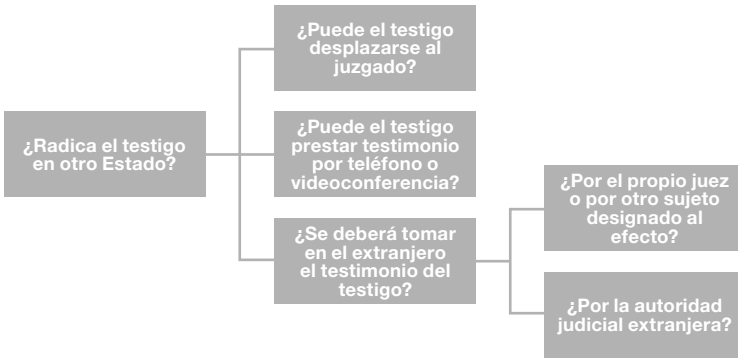 ¿Radica el testigo
en otro Estado?
¿Puede el testigo
desplazarse al
juzgado?
¿Puede el testigo
prestar testimonio
por teléfono o
videoconferencia?
¿Se deberá tomar
en el extranjero
el testimonio del
testigo?
¿Por el propio juez
o por otro sujeto
designado al
efecto?
¿Por la autoridad
judicial extranjera?